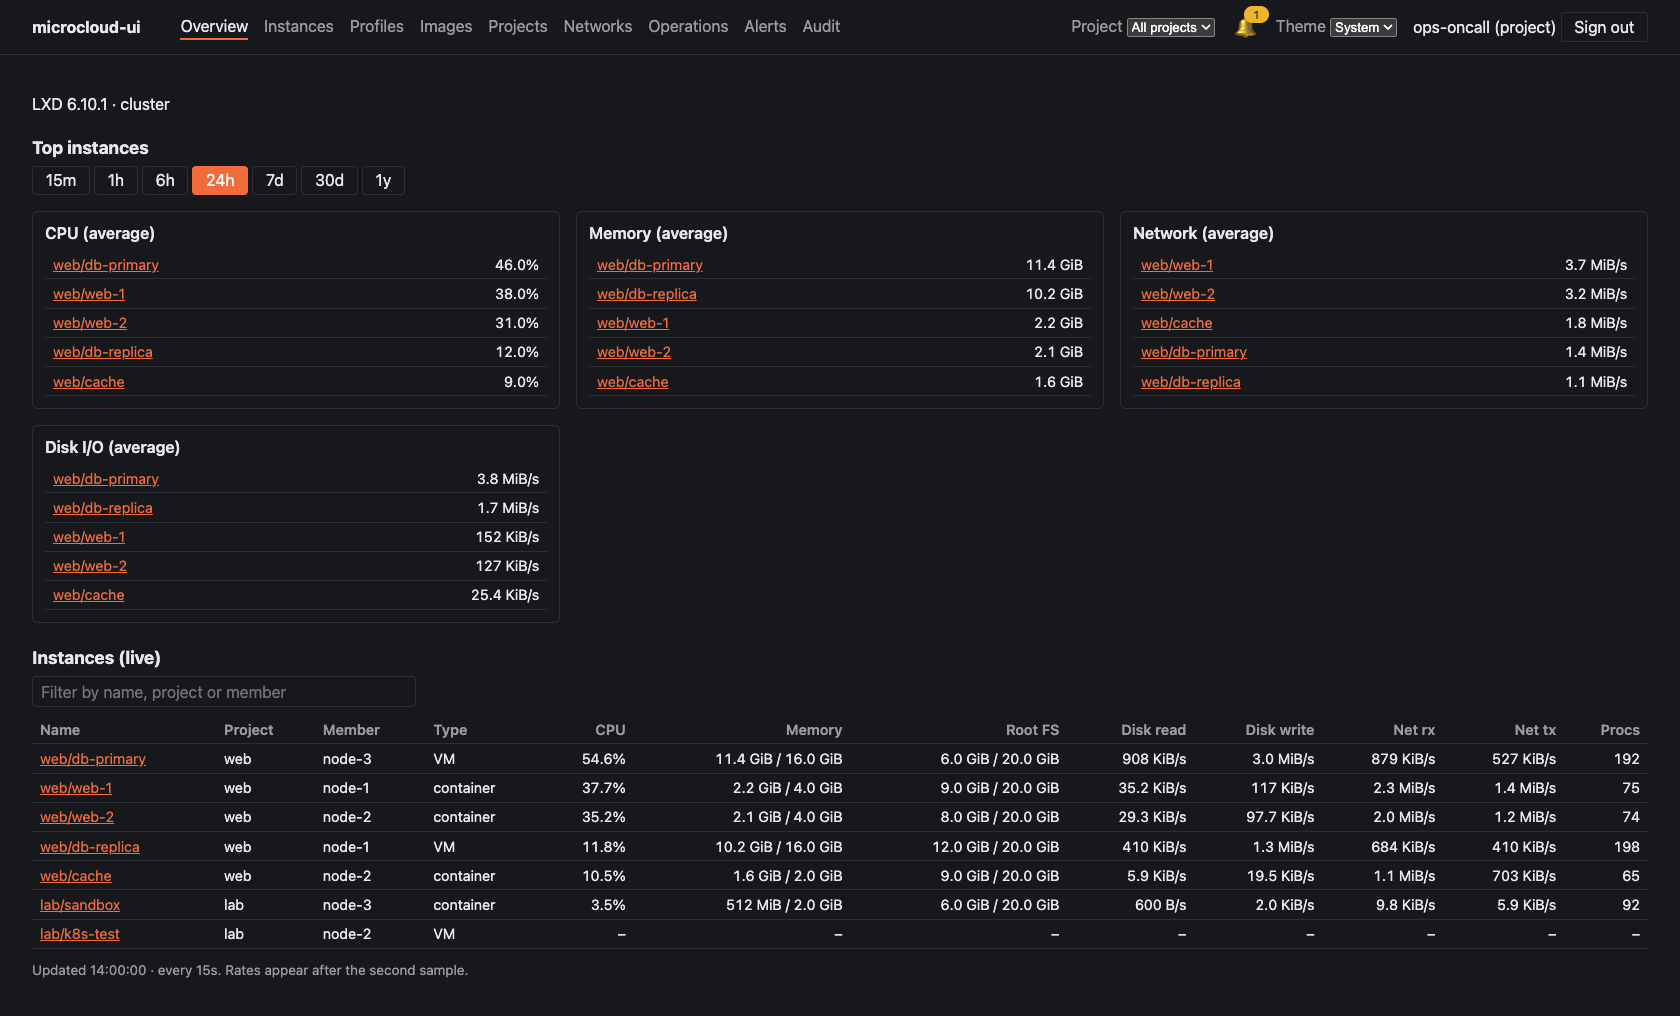 microcloud-ui Overview Instances Profiles Images Projects Networks Operations Alerts Audit Project All projects 1 Theme System ops-oncall (project) Sign out
LXD 6.10.1 · cluster
Top instances
15m 1h 6h 24h 7d 30d 1y
CPU (average)
web/db-primary 46.0%
web/web-1 38.0%
web/web-2 31.0%
web/db-replica 12.0%
web/cache 9.0%
Memory (average)
web/db-primary 11.4 GiB
web/db-replica 10.2 GiB
web/web-1 2.2 GiB
web/web-2 2.1 GiB
web/cache 1.6 GiB
Network (average)
web/web-1 3.7 MiB/s
web/web-2 3.2 MiB/s
web/cache 1.8 MiB/s
web/db-primary 1.4 MiB/s
web/db-replica 1.1 MiB/s
Disk I/O (average)
web/db-primary 3.8 MiB/s
web/db-replica 1.7 MiB/s
web/web-1 152 KiB/s
web/web-2 127 KiB/s
web/cache 25.4 KiB/s
Instances (live)
Filter by name, project or member
Name Project Member Type CPU Memory Root FS Disk read Disk write Net rx Net tx Procs
web/db-primary web node-3 VM 54.6% 11.4 GiB / 16.0 GiB 6.0 GiB / 20.0 GiB 908 KiB/s 3.0 MiB/s 879 KiB/s 527 KiB/s 192
web/web-1 web node-1 container 37.7% 2.2 GiB / 4.0 GiB 9.0 GiB / 20.0 GiB 35.2 KiB/s 117 KiB/s 2.3 MiB/s 1.4 MiB/s 75
web/web-2 web node-2 container 35.2% 2.1 GiB / 4.0 GiB 8.0 GiB / 20.0 GiB 29.3 KiB/s 97.7 KiB/s 2.0 MiB/s 1.2 MiB/s 74
web/db-replica web node-1 VM 11.8% 10.2 GiB / 16.0 GiB 12.0 GiB / 20.0 GiB 410 KiB/s 1.3 MiB/s 684 KiB/s 410 KiB/s 198
web/cache web node-2 container 10.5% 1.6 GiB / 2.0 GiB 9.0 GiB / 20.0 GiB 5.9 KiB/s 19.5 KiB/s 1.1 MiB/s 703 KiB/s 65
lab/sandbox lab node-3 container 3.5% 512 MiB / 2.0 GiB 6.0 GiB / 20.0 GiB 600 B/s 2.0 KiB/s 9.8 KiB/s 5.9 KiB/s 92
lab/k8s-test lab node-2 VM – – – – – – – –
Updated 14:00:00 · every 15s. Rates appear after the second sample.